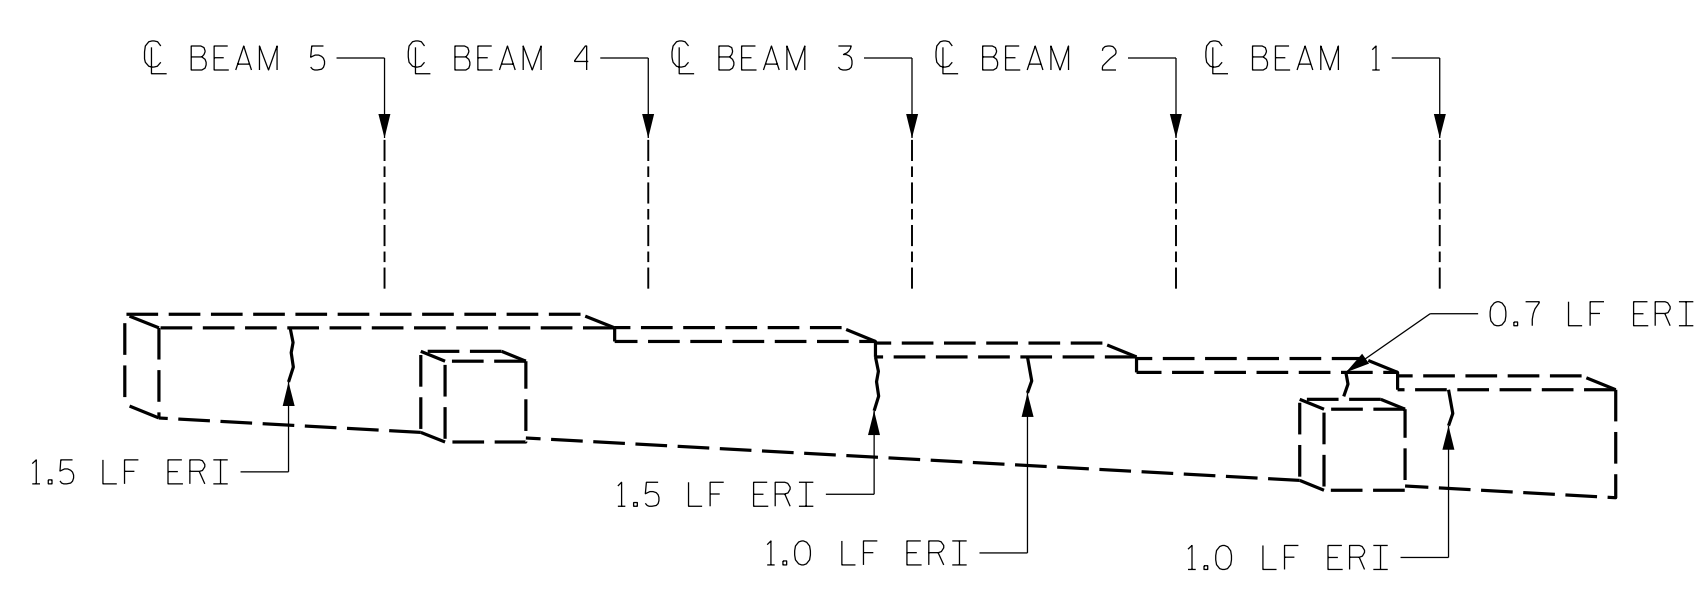 ℄ BEAM 5
℄ BEAM 4
℄ BEAM 3
℄ BEAM 2
℄ BEAM 1
0.7 LF ERI
1.5 LF ERI
1.5 LF ERI
1.0 LF ERI
1.0 LF ERI